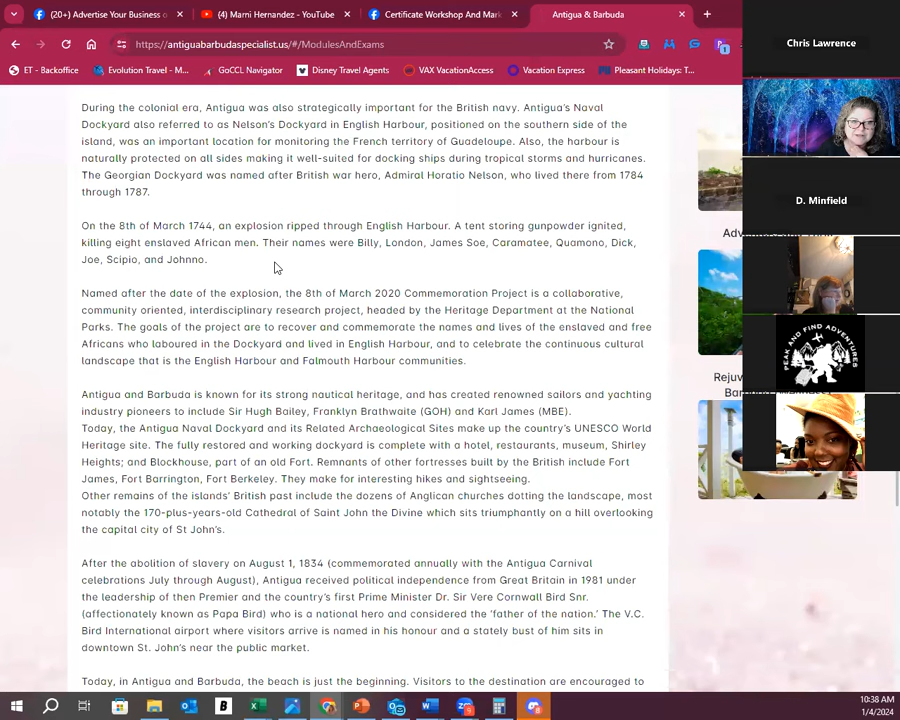 (20+) Advertise Your Business o
(4) Marni Hernandez - YouTube
Certificate Workshop And Mark
Antigua & Barbuda
https://antiguabarbudaspecialist.us/#/ModulesAndExams
ET - Backoffice
Evolution Travel - M...
GoCCL Navigator
Disney Travel Agents
VAX VacationAccess
Vacation Express
Pleasant Holidays: T...
During the colonial era, Antigua was also strategically important for the British navy. Antigua's Naval
Dockyard also referred to as Nelson's Dockyard in English Harbour, positioned on the southern side of the
island, was an important location for monitoring the French territory of Guadeloupe. Also, the harbour is
naturally protected on all sides making it well-suited for docking ships during tropical storms and hurricanes.
The Georgian Dockyard was named after British war hero, Admiral Horatio Nelson, who lived there from 1784
through 1787.
On the 8th of March 1744, an explosion ripped through English Harbour. A tent storing gunpowder ignited,
killing eight enslaved African men. Their names were Billy, London, James Soe, Caramatee, Quamono, Dick,
Joe, Scipio, and Johnno.
Named after the date of the explosion, the 8th of March 2020 Commemoration Project is a collaborative,
community oriented, interdisciplinary research project, headed by the Heritage Department at the National
Parks. The goals of the project are to recover and commemorate the names and lives of the enslaved and free
Africans who laboured in the Dockyard and lived in English Harbour, and to celebrate the continuous cultural
landscape that is the English Harbour and Falmouth Harbour communities.
Antigua and Barbuda is known for its strong nautical heritage, and has created renowned sailors and yachting
industry pioneers to include Sir Hugh Bailey, Franklyn Brathwaite (GOH) and Karl James (MBE).
Today, the Antigua Naval Dockyard and its Related Archaeological Sites make up the country's UNESCO World
Heritage site. The fully restored and working dockyard is complete with a hotel, restaurants, museum, Shirley
Heights; and Blockhouse, part of an old Fort. Remnants of other fortresses built by the British include Fort
James, Fort Barrington, Fort Berkeley. They make for interesting hikes and sightseeing.
Other remains of the islands' British past include the dozens of Anglican churches dotting the landscape, most
notably the 170-plus-years-old Cathedral of Saint John the Divine which sits triumphantly on a hill overlooking
the capital city of St John's.
After the abolition of slavery on August 1, 1834 (commemorated annually with the Antigua Carnival
celebrations July through August), Antigua received political independence from Great Britain in 1981 under
the leadership of then Premier and the country's first Prime Minister Dr. Sir Vere Cornwall Bird Snr.
(affectionately known as Papa Bird) who is a national hero and considered the 'father of the nation.' The V.C.
Bird International airport where visitors arrive is named in his honour and a stately bust of him sits in
downtown St. John's near the public market.
Today, in Antigua and Barbuda, the beach is just the beginning. Visitors to the destination are encouraged to
Rejuv
Chris Lawrence
D. Minfield
PEAK AND FIND ADVENTURES
10:38 AM
1/4/2024